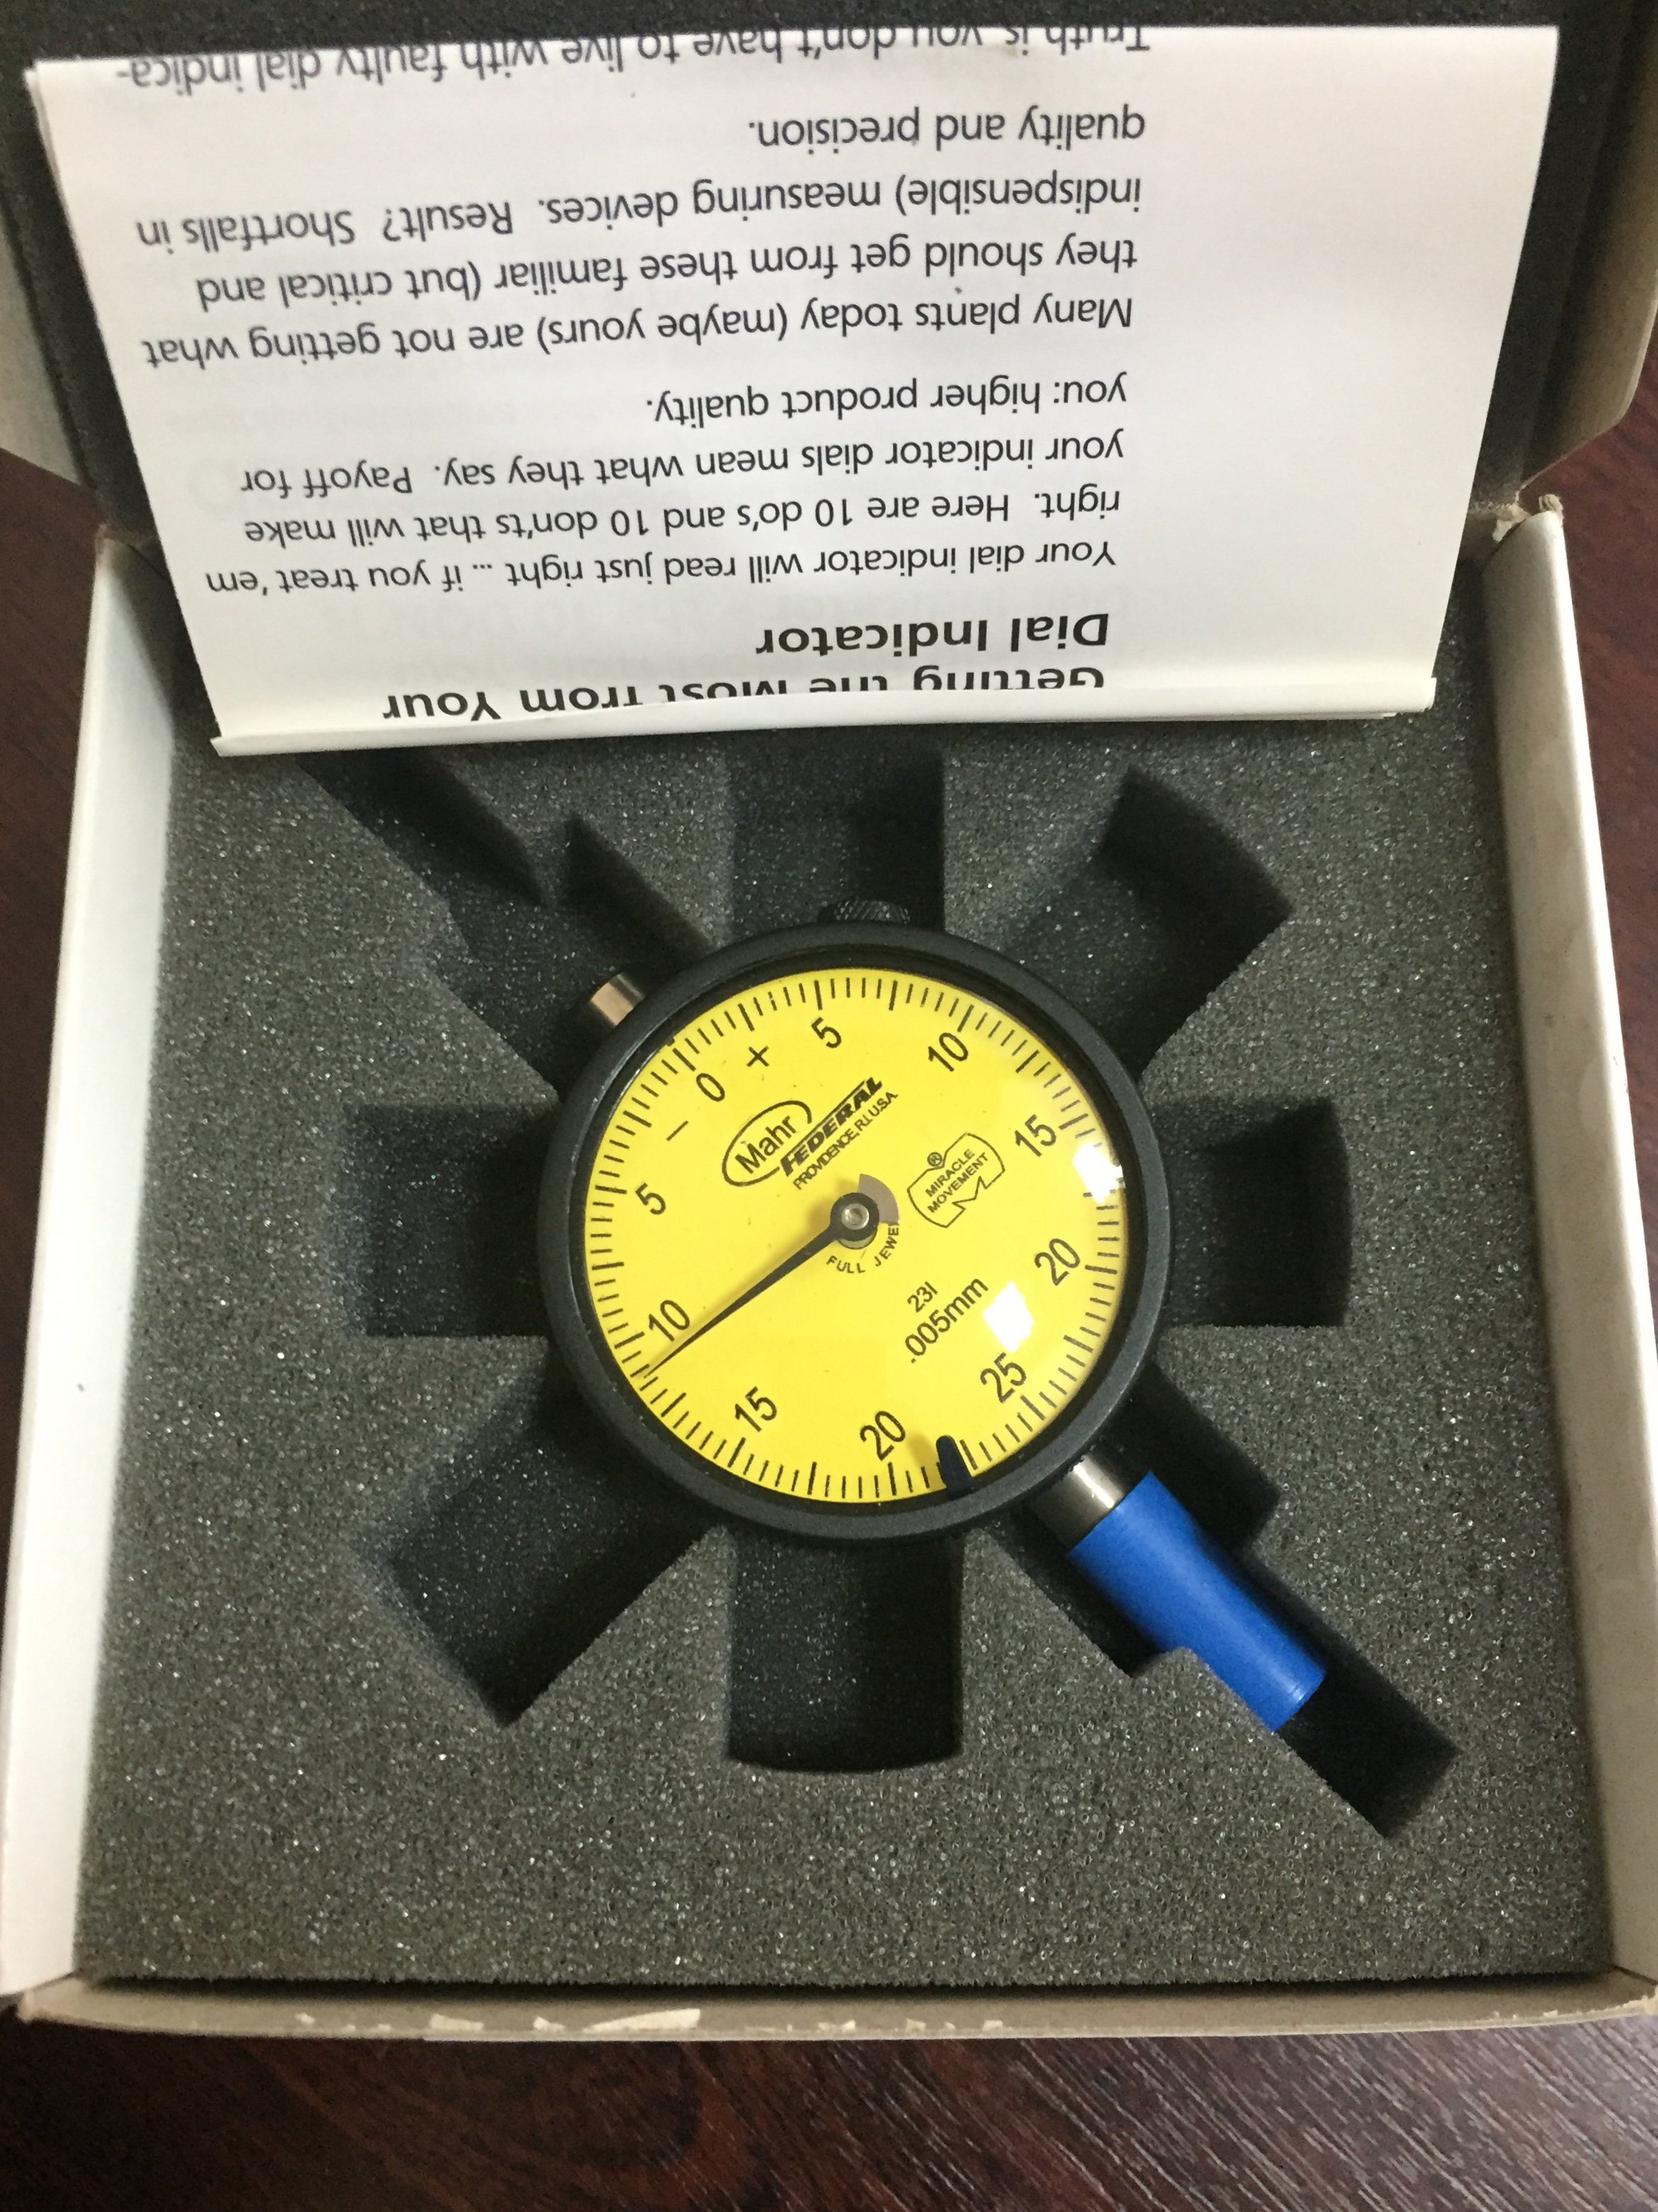 Getting the Most from Your
Dial Indicator
Your dial indicator will read just right ... if you treat 'em
right. Here are 10 do's and 10 don'ts that will make
your indicator dials mean what they say. Payoff for
you: higher product quality.
Many plants today (maybe yours) are not getting what
they should get from these familiar (but critical and
indispensible) measuring devices. Result? Shortfalls in
quality and precision.
Truth is, you don't have to live with faulty dial indica-
− 0 +
5
10
15
20
25
20
15
10
5
Mahr
FEDERAL
PROVIDENCE, R.I. U.S.A.
®
MIRACLE
MOVEMENT
FULL JEWE
23I
.005mm